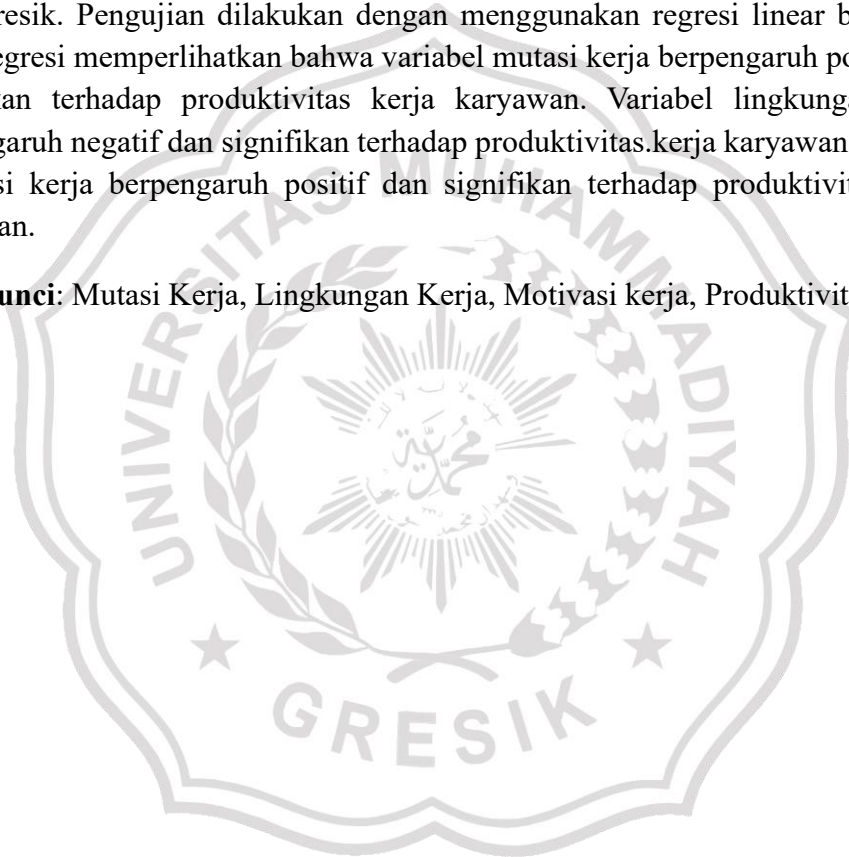 resik. Pengujian dilakukan dengan menggunakan regresi linear b
egresi memperlihatkan bahwa variabel mutasi kerja berpengaruh po
kan terhadap produktivitas kerja karyawan. Variabel lingkunga
garuh negatif dan signifikan terhadap produktivitas.kerja karyawan
si kerja berpengaruh positif dan signifikan terhadap produktivit
an.
unci: Mutasi Kerja, Lingkungan Kerja, Motivasi kerja, Produktivit
UNIVERSITAS MUHAMMADIYAH
GRESIK